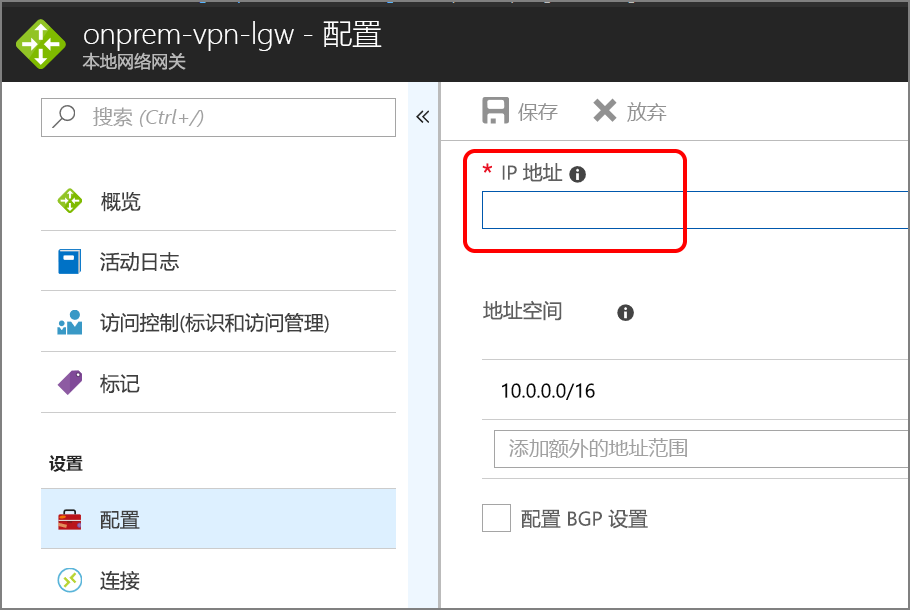 onprem-vpn-lgw - 配置
本地网络网关
搜索 (Ctrl+/)
«
概览
活动日志
访问控制(标识和访问管理)
标记
设置
配置
连接
保存
放弃
* IP 地址
地址空间
10.0.0.0/16
添加额外的地址范围
配置 BGP 设置